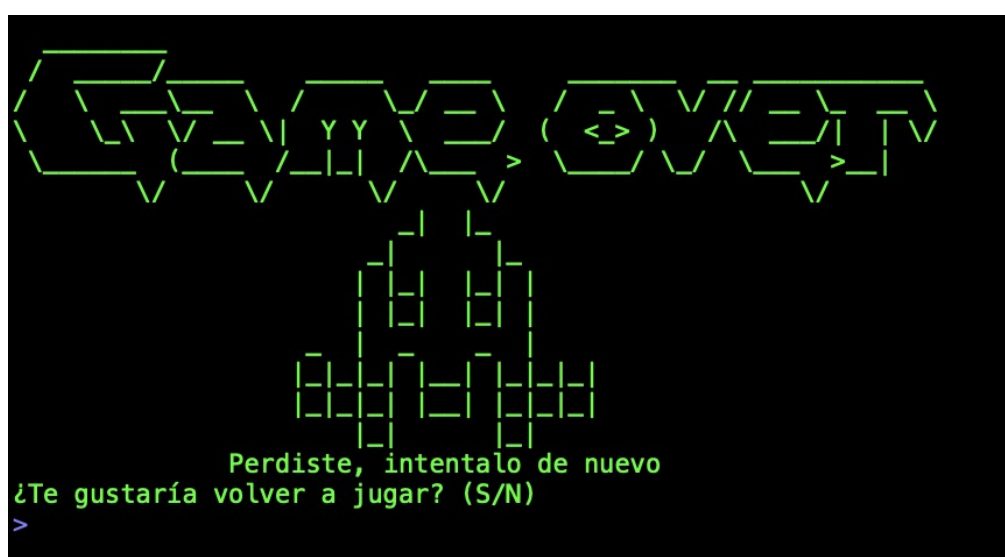 Game over
Perdiste, intentalo de nuevo
¿Te gustaría volver a jugar? (S/N)
>